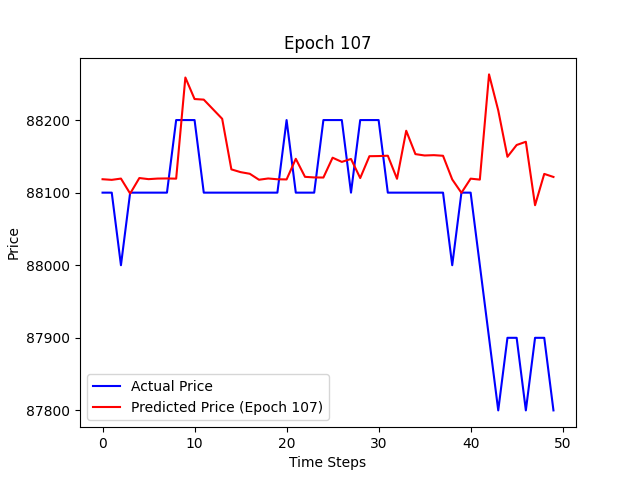 Epoch 107
88200
88100
88000
87900
87800
Price
0 10 20 30 40 50
Time Steps
Actual Price
Predicted Price (Epoch 107)